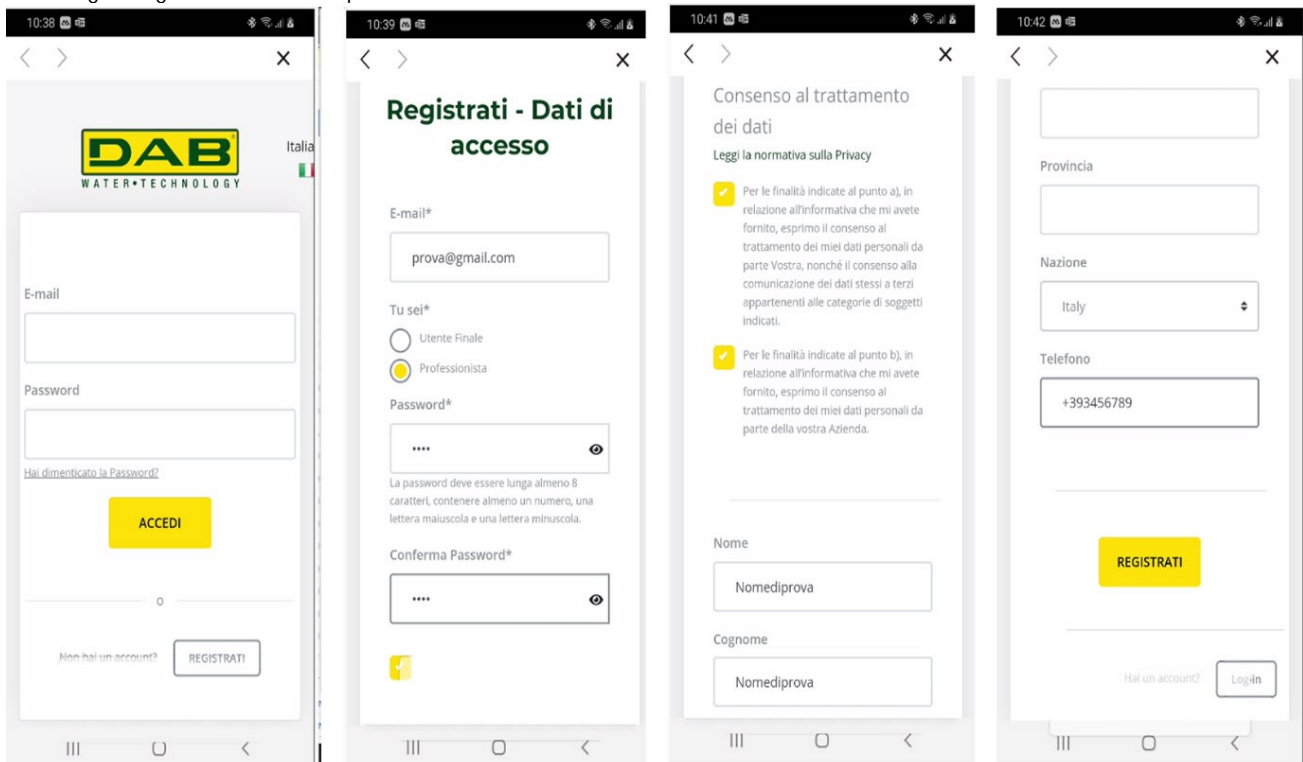 10:38
DAB
WATER•TECHNOLOGY
Italia
E-mail
Password
Hai dimenticato la Password?
ACCEDI
o
Non hai un account?
REGISTRATI
10:39
Registrati - Dati di
accesso
E-mail*
prova@gmail.com
Tu sei*
Utente Finale
Professionista
Password*
••••
La password deve essere lunga almeno 8
caratteri, contenere almeno un numero, una
lettera maiuscola e una lettera minuscola.
Conferma Password*
••••
10:41
Consenso al trattamento
dei dati
Leggi la normativa sulla Privacy
Per le finalità indicate al punto a), in
relazione all'informativa che mi avete
fornito, esprimo il consenso al
trattamento dei miei dati personali da
parte Vostra, nonché il consenso alla
comunicazione dei dati stessi a terzi
appartenenti alle categorie di soggetti
indicati.
Per le finalità indicate al punto b), in
relazione all'informativa che mi avete
fornito, esprimo il consenso al
trattamento dei miei dati personali da
parte della vostra Azienda.
Nome
Nomediprova
Cognome
Nomediprova
10:42
Provincia
Nazione
Italy
Telefono
+393456789
REGISTRATI
Hai un account?
Log-in